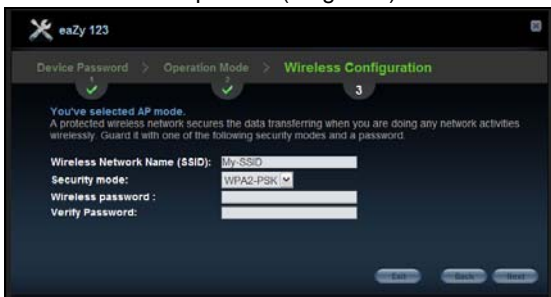 eaZy 123
Device Password > Operation Mode > Wireless Configuration
1 2 3
You've selected AP mode.
A protected wireless network secures the data transferring when you are doing any network activities
wirelessly. Guard it with one of the following security modes and a password.
Wireless Network Name (SSID): My-SSID
Security mode: WPA2-PSK
Wireless password :
Verify Password:
Exit Back Next